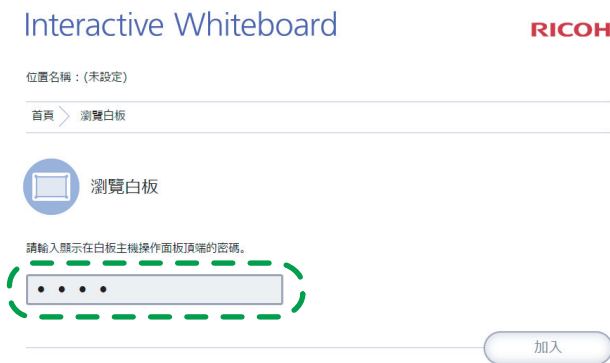 Interactive Whiteboard
RICOH
位置名稱：(未設定)
首頁 瀏覽白板
瀏覽白板
請輸入顯示在白板主機操作面板頂端的密碼。
• • • •
加入